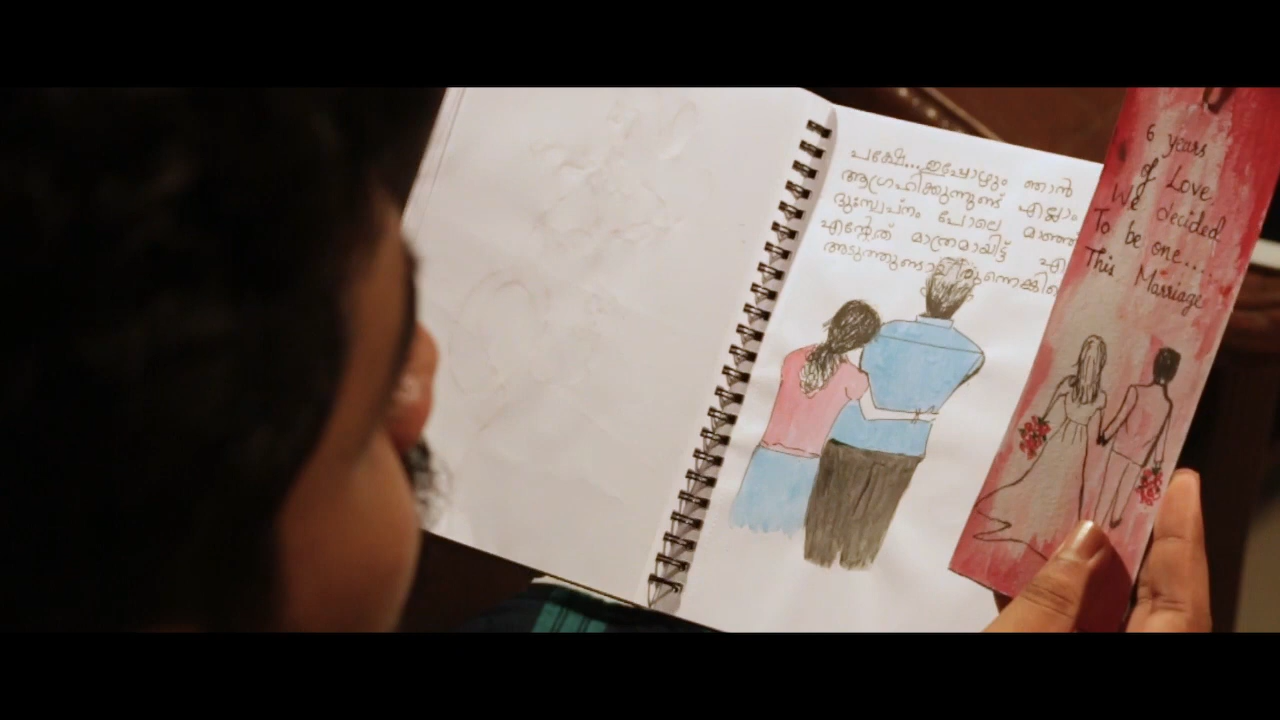 പക്ഷേ... ഇപ്പോഴും ഞാൻ
ആഗ്രഹിക്കുന്നുണ്ട് എല്ലാം
ദുഃസ്വപ്നം പോലെ
എന്റേത് മാത്രമായിട്ട്
6 years
of Love,
We decided
To be one....
This Marriage